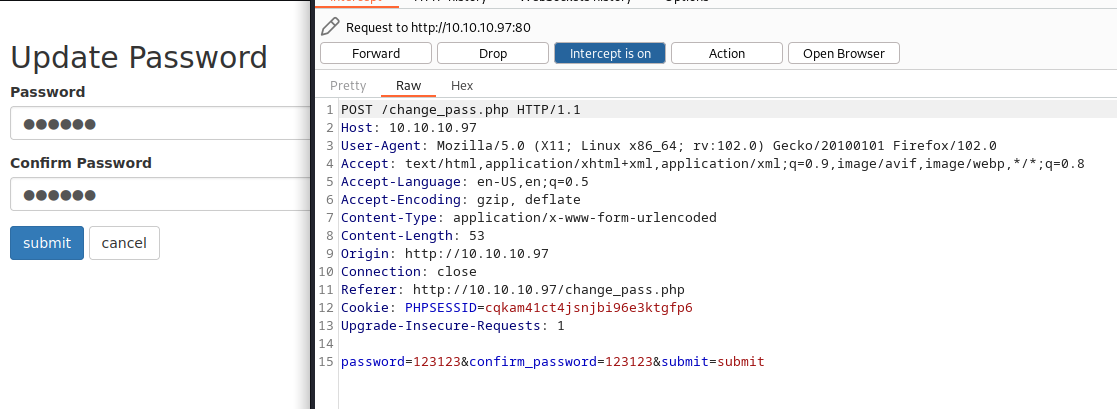 Update Password
Password
●●●●●●
Confirm Password
●●●●●●
submit cancel
Request to http://10.10.10.97:80
Forward Drop Intercept is on Action Open Browser
Pretty Raw Hex
1 POST /change_pass.php HTTP/1.1
2 Host: 10.10.10.97
3 User-Agent: Mozilla/5.0 (X11; Linux x86_64; rv:102.0) Gecko/20100101 Firefox/102.0
4 Accept: text/html,application/xhtml+xml,application/xml;q=0.9,image/avif,image/webp,*/*;q=0.8
5 Accept-Language: en-US,en;q=0.5
6 Accept-Encoding: gzip, deflate
7 Content-Type: application/x-www-form-urlencoded
8 Content-Length: 53
9 Origin: http://10.10.10.97
10 Connection: close
11 Referer: http://10.10.10.97/change_pass.php
12 Cookie: PHPSESSID=cqkam41ct4jsnjbi96e3ktgfp6
13 Upgrade-Insecure-Requests: 1
14
15 password=123123&confirm_password=123123&submit=submit